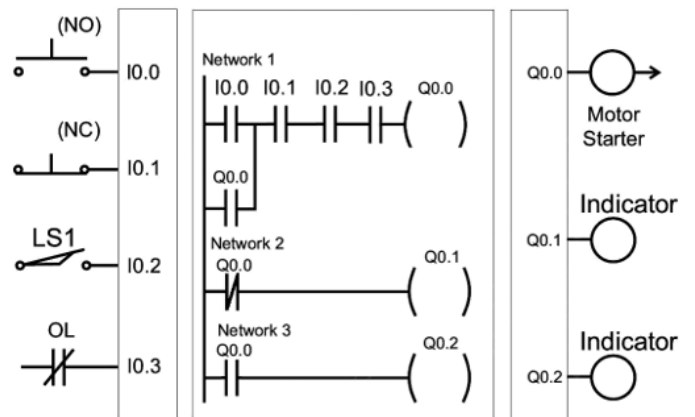 (NO)
I0.0
(NC)
I0.1
LS1
I0.2
OL
I0.3
Network 1
I0.0 I0.1 I0.2 I0.3 Q0.0
Q0.0
Network 2
Q0.0 Q0.1
Network 3
Q0.0 Q0.2
Q0.0
Motor
Starter
Indicator
Q0.1
Indicator
Q0.2